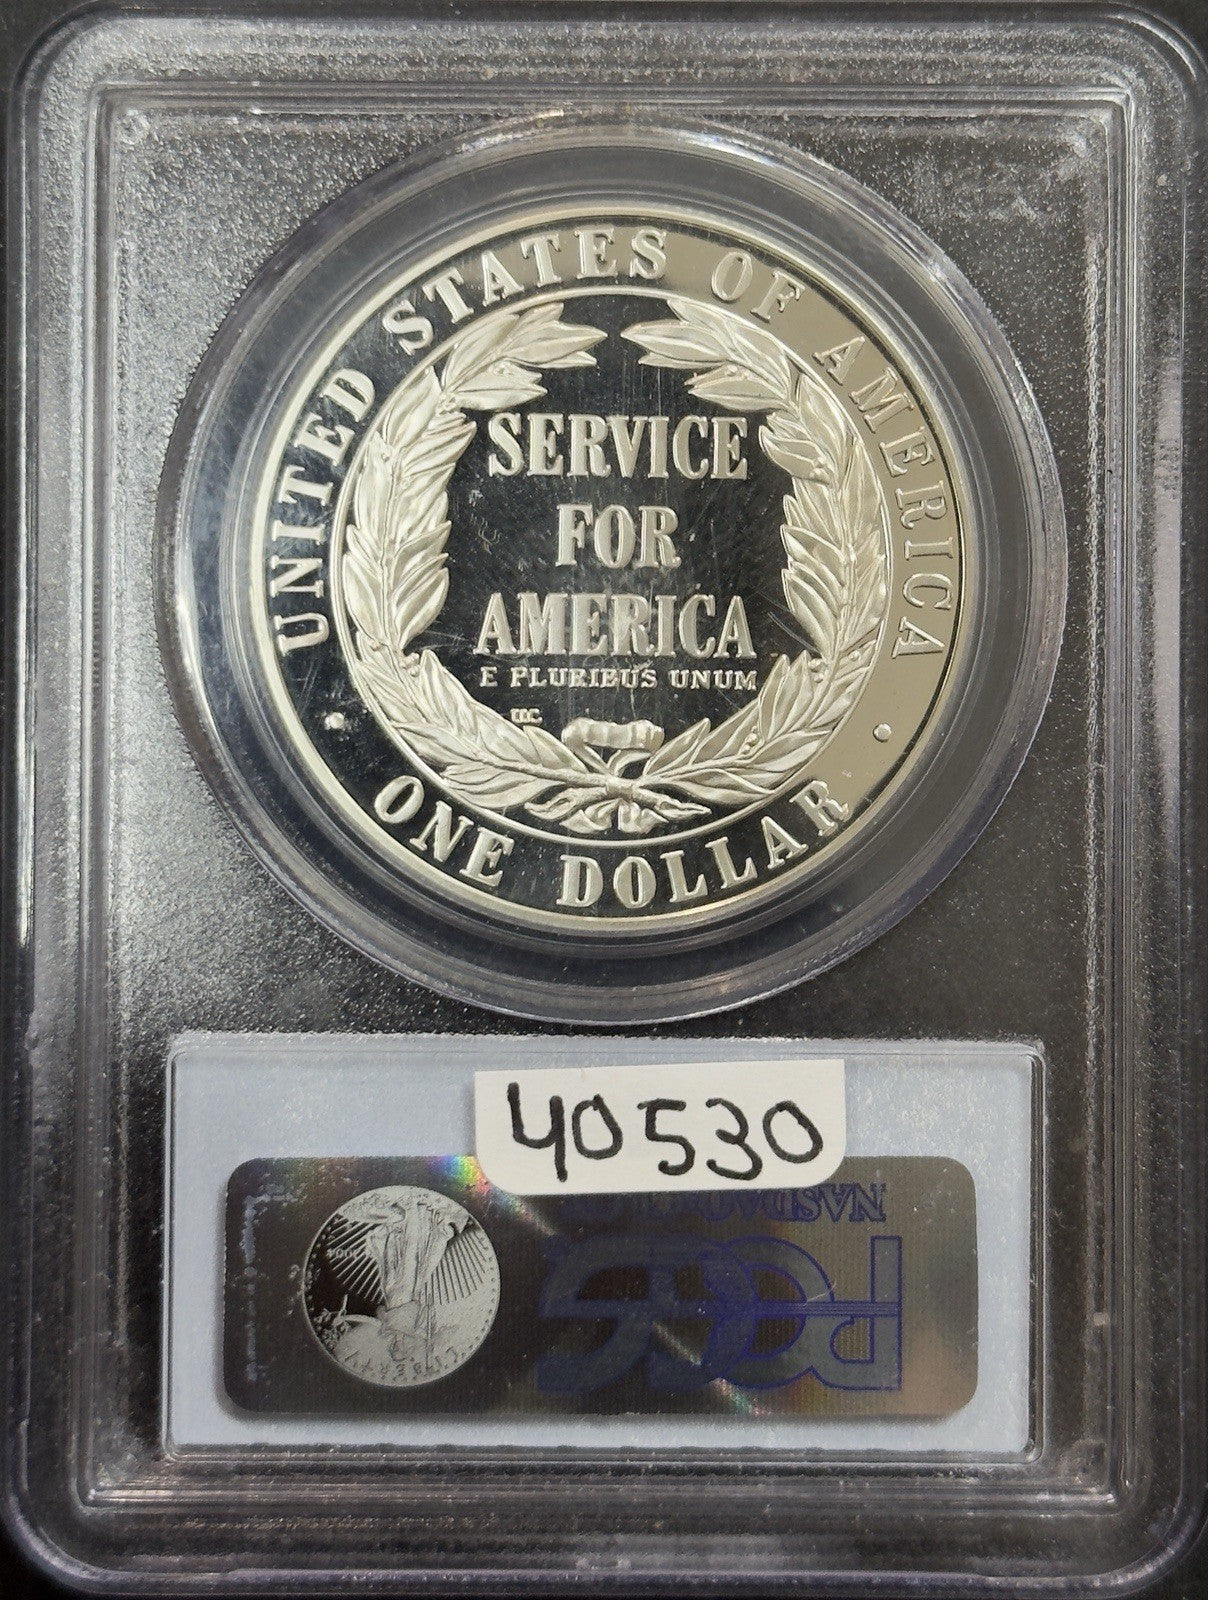 UNITED STATES OF AMERICA
SERVICE
FOR
AMERICA
E PLURIBUS UNUM
ONE DOLLAR
40530
PCGS